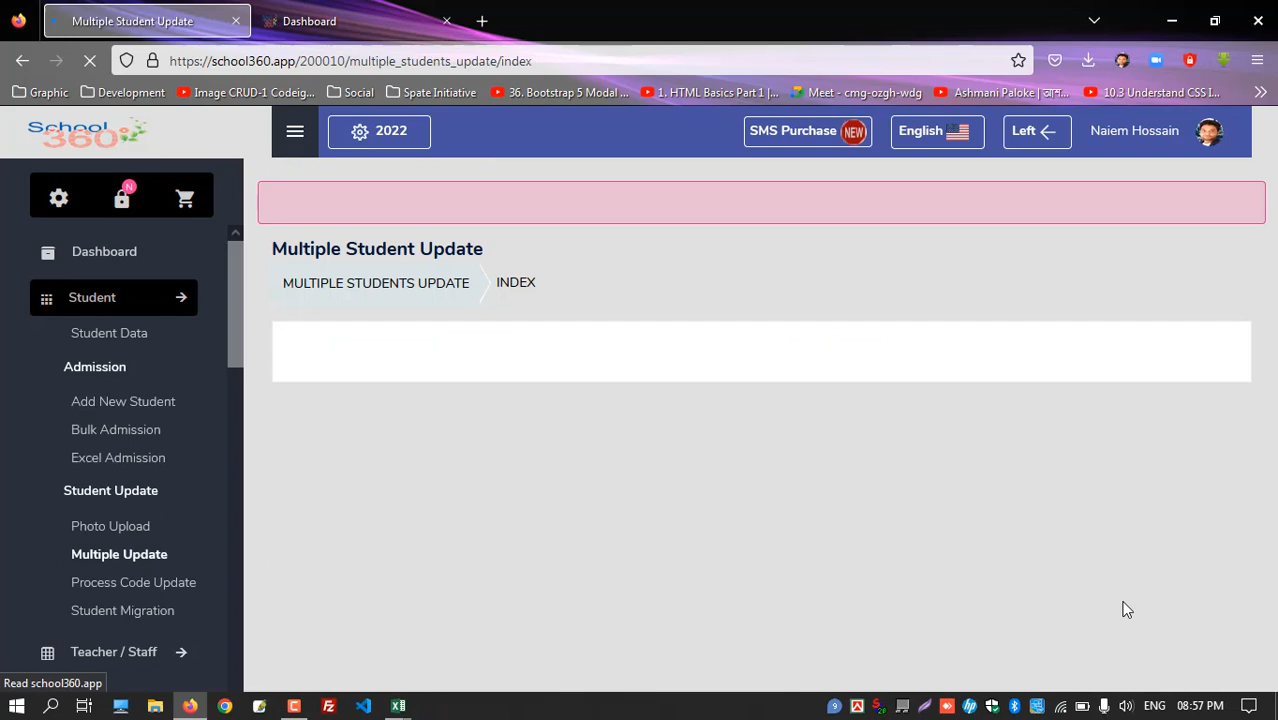 Multiple Student Update
Dashboard
https://school360.app/200010/multiple_students_update/index
Graphic
Development
Image CRUD-1 Codeig...
Social
Spate Initiative
36. Bootstrap 5 Modal ...
1. HTML Basics Part 1 |...
Meet - cmg-ozgh-wdg
10.3 Understand CSS I...
School 360°
2022
SMS Purchase NEW
English
Left
Naiem Hossain
N
Dashboard
Student
Student Data
Admission
Add New Student
Bulk Admission
Excel Admission
Student Update
Photo Upload
Multiple Update
Process Code Update
Student Migration
Teacher / Staff
Multiple Student Update
MULTIPLE STUDENTS UPDATE
INDEX
Read school360.app
ENG
08:57 PM